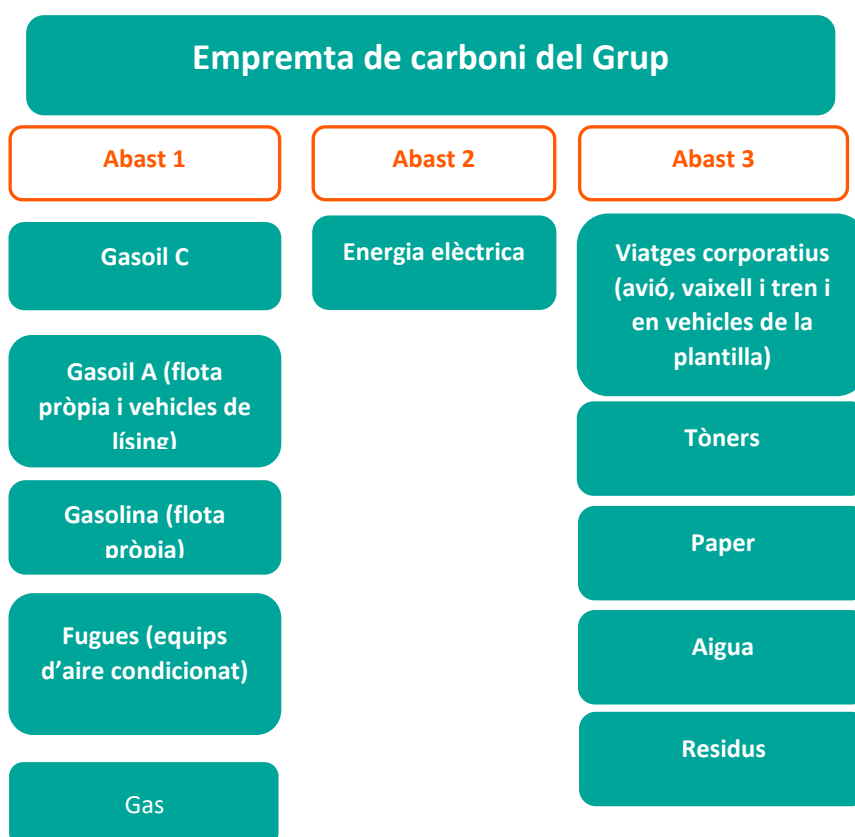 Empremta de carboni del Grup
Abast 1
Abast 2
Abast 3
Gasoil C
Gasoil A (flota
pròpia i vehicles de
lísing)
Gasolina (flota
pròpia)
Fugues (equips
d’aire condicionat)
Gas
Energia elèctrica
Viatges corporatius
(avió, vaixell i tren i
en vehicles de la
plantilla)
Tòners
Paper
Aigua
Residus